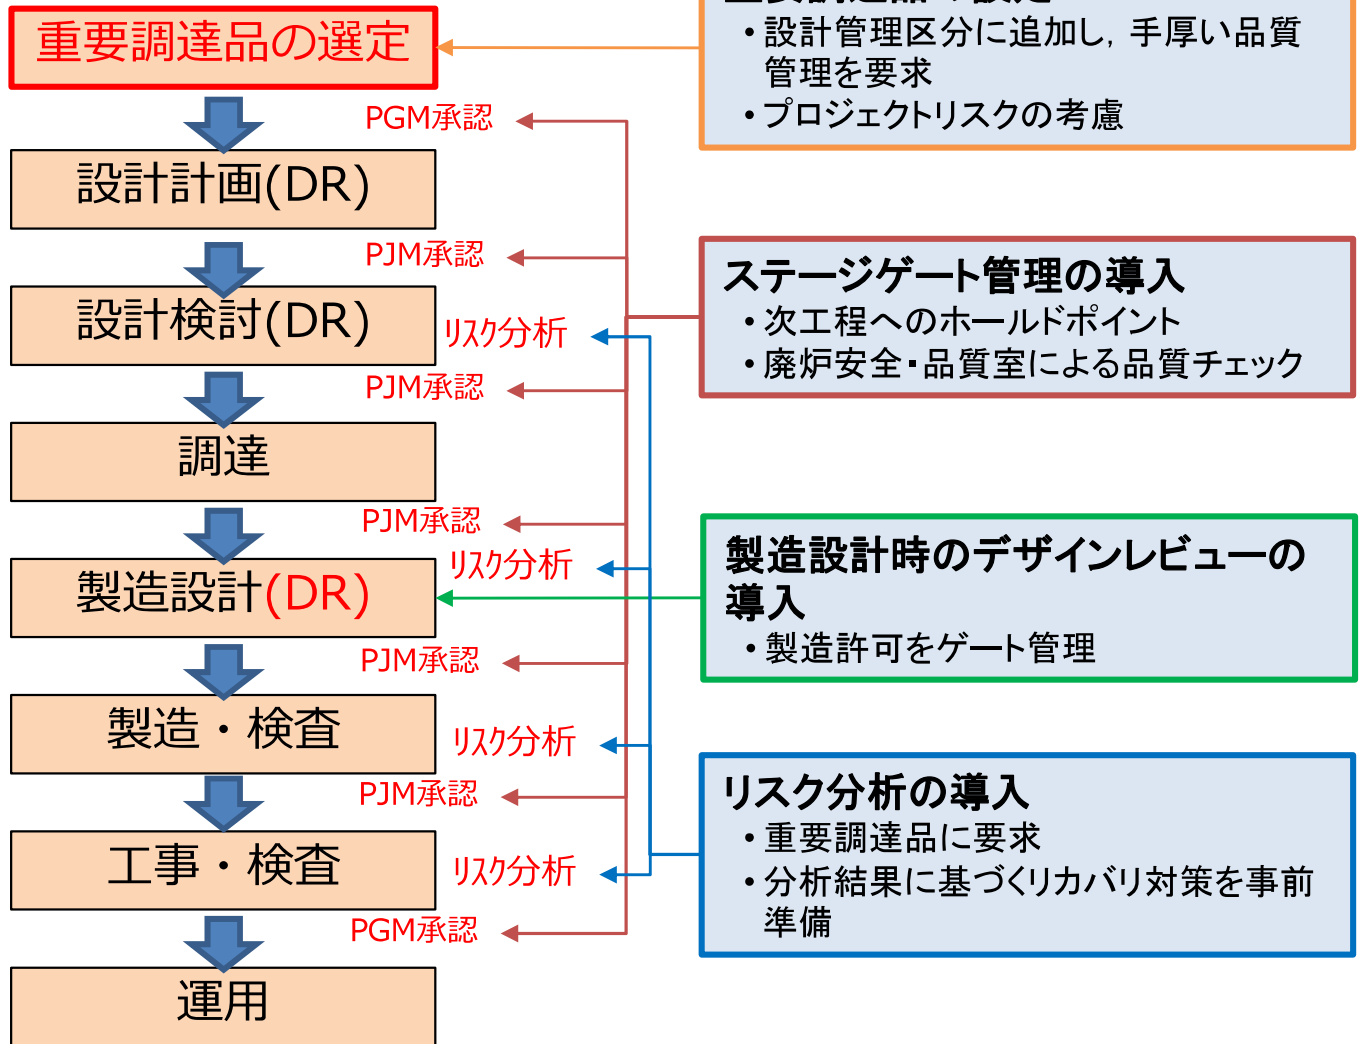 重要調達品の選定
・設計管理区分に追加し，手厚い品質
管理を要求
・プロジェクトリスクの考慮
PGM承認
設計計画(DR)
PJM承認
ステージゲート管理の導入
・次工程へのホールドポイント
・廃炉安全・品質室による品質チェック
設計検討(DR)
リスク分析
PJM承認
調達
PJM承認
リスク分析
製造設計(DR)
製造設計時のデザインレビューの
導入
・製造許可をゲート管理
PJM承認
製造・検査
リスク分析
PJM承認
リスク分析の導入
・重要調達品に要求
・分析結果に基づくリカバリ対策を事前
準備
工事・検査
リスク分析
PGM承認
運用